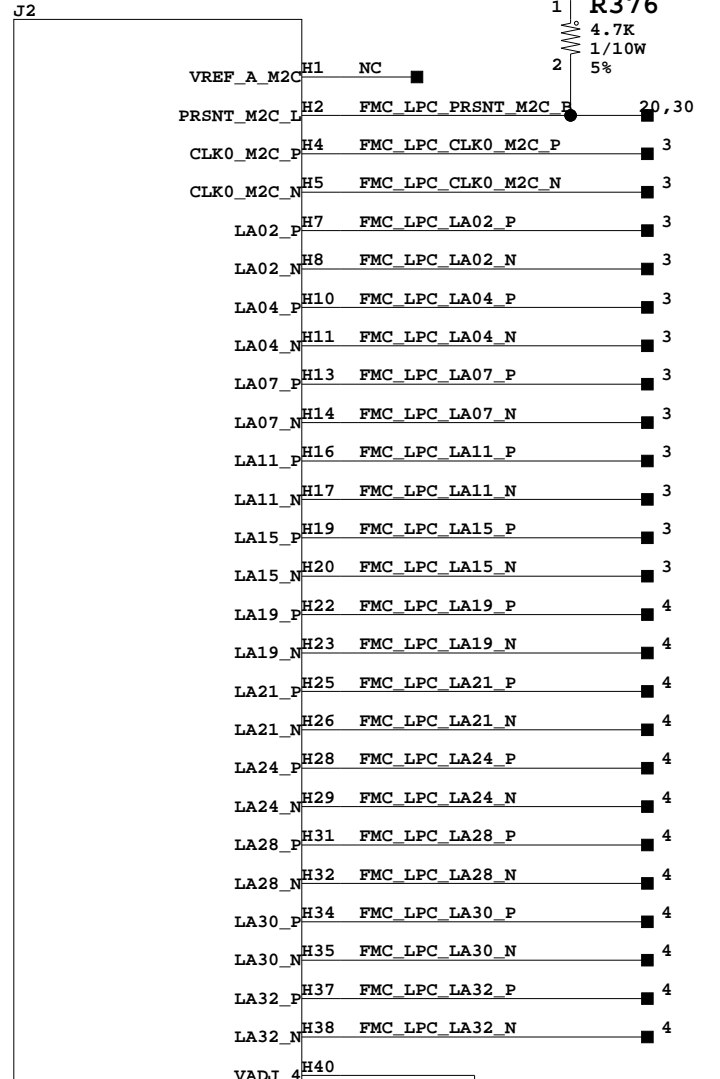 J2
1 R376
4.7K
1/10W
2 5%
VREF_A_M2C H1 NC
PRSNT_M2C_L H2 FMC_LPC_PRSNT_M2C_B 20,30
CLK0_M2C_P H4 FMC_LPC_CLK0_M2C_P 3
CLK0_M2C_N H5 FMC_LPC_CLK0_M2C_N 3
LA02_P H7 FMC_LPC_LA02_P 3
LA02_N H8 FMC_LPC_LA02_N 3
LA04_P H10 FMC_LPC_LA04_P 3
LA04_N H11 FMC_LPC_LA04_N 3
LA07_P H13 FMC_LPC_LA07_P 3
LA07_N H14 FMC_LPC_LA07_N 3
LA11_P H16 FMC_LPC_LA11_P 3
LA11_N H17 FMC_LPC_LA11_N 3
LA15_P H19 FMC_LPC_LA15_P 3
LA15_N H20 FMC_LPC_LA15_N 3
LA19_P H22 FMC_LPC_LA19_P 4
LA19_N H23 FMC_LPC_LA19_N 4
LA21_P H25 FMC_LPC_LA21_P 4
LA21_N H26 FMC_LPC_LA21_N 4
LA24_P H28 FMC_LPC_LA24_P 4
LA24_N H29 FMC_LPC_LA24_N 4
LA28_P H31 FMC_LPC_LA28_P 4
LA28_N H32 FMC_LPC_LA28_N 4
LA30_P H34 FMC_LPC_LA30_P 4
LA30_N H35 FMC_LPC_LA30_N 4
LA32_P H37 FMC_LPC_LA32_P 4
LA32_N H38 FMC_LPC_LA32_N 4
VADJ_4 H40